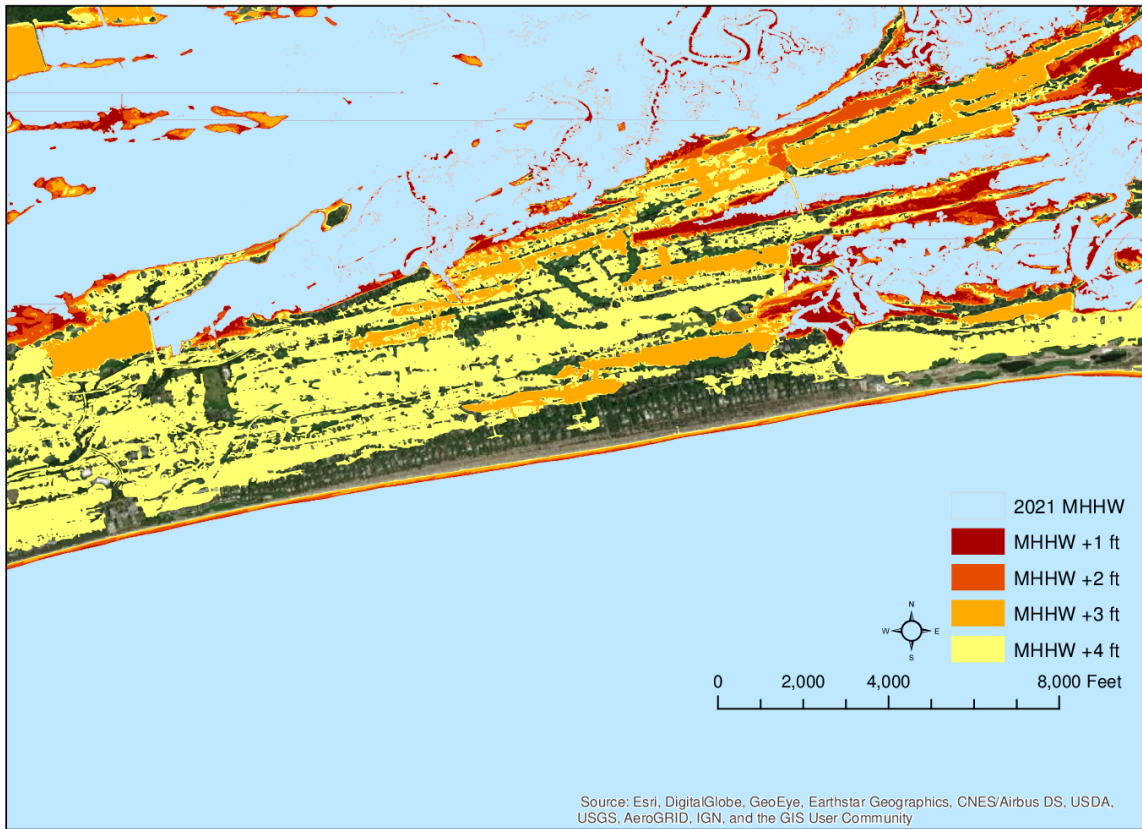 2021 MHHW
MHHW +1 ft
MHHW +2 ft
MHHW +3 ft
MHHW +4 ft
N
W E
S
0 2,000 4,000 8,000 Feet
Source: Esri, DigitalGlobe, GeoEye, Earthstar Geographics, CNES/Airbus DS, USDA,
USGS, AeroGRID, IGN, and the GIS User Community